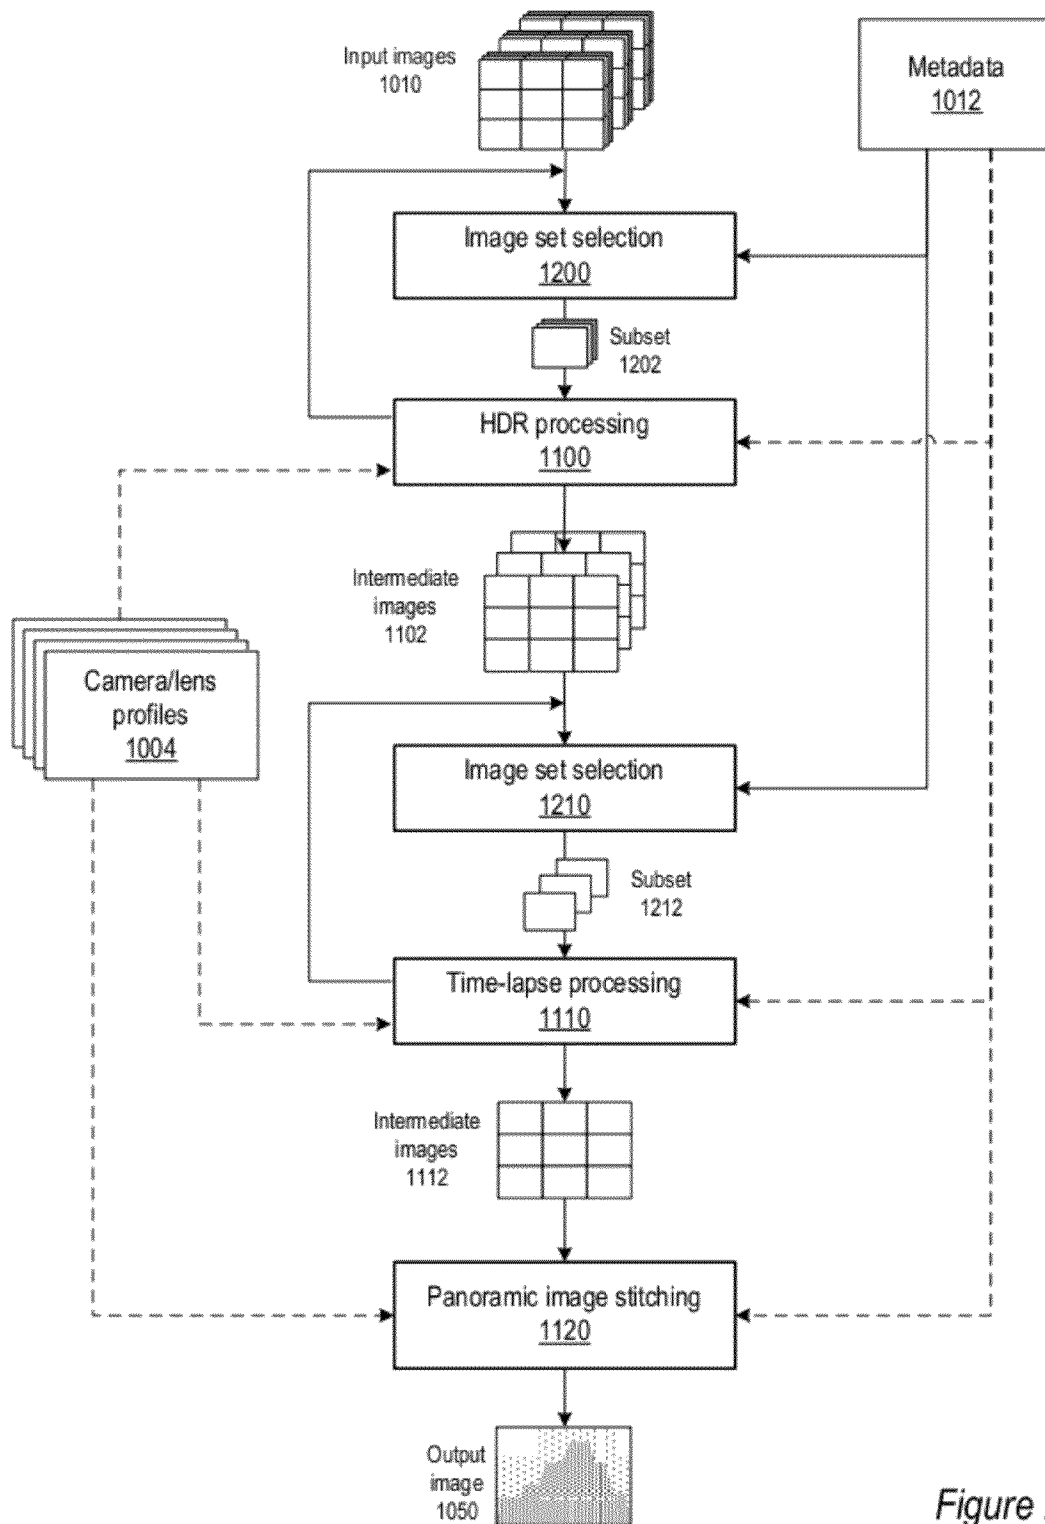 Input images
1010
Metadata
1012
Image set selection
1200
Subset
1202
HDR processing
1100
Intermediate
images
1102
Camera/lens
profiles
1004
Image set selection
1210
Subset
1212
Time-lapse processing
1110
Intermediate
images
1112
Panoramic image stitching
1120
Output
image
1050
Figure